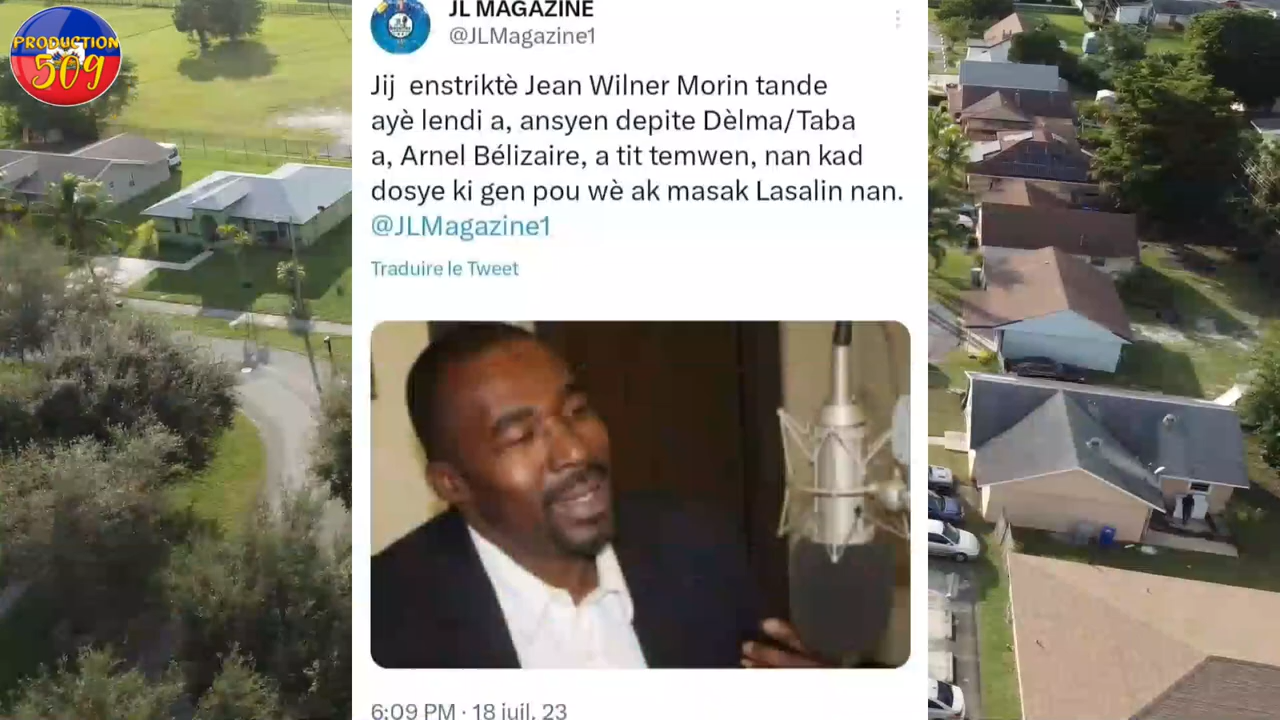 PRODUCTION
509
JL MAGAZINE
@JLMagazine1
Jij enstriktè Jean Wilner Morin tande
ayè lendi a, ansyen depite Dèlma/Taba
a, Arnel Bélizaire, a tit temwen, nan kad
dosye ki gen pou wè ak masak Lasalin nan.
@JLMagazine1
Traduire le Tweet
6:09 PM · 18 juil. 23